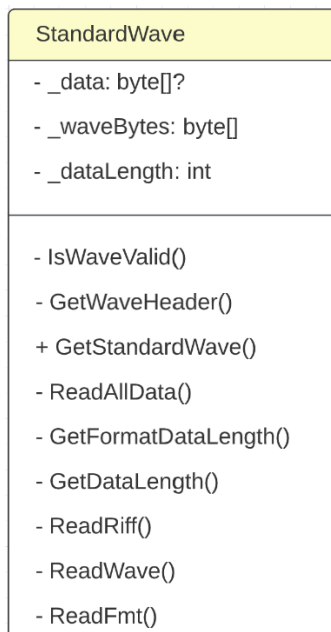 StandardWave
- _data: byte[]?
- _waveBytes: byte[]
- _dataLength: int
- IsWaveValid()
- GetWaveHeader()
+ GetStandardWave()
- ReadAllData()
- GetFormatDataLength()
- GetDataLength()
- ReadRiff()
- ReadWave()
- ReadFmt()